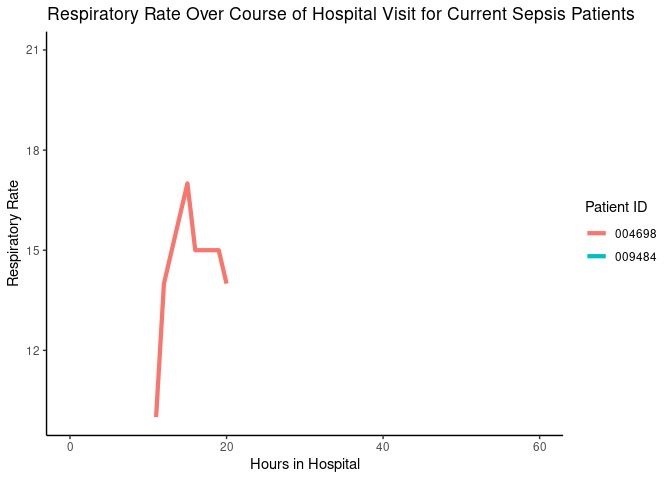 Respiratory Rate Over Course of Hospital Visit for Current Sepsis Patients
21
18
15
12
Respiratory Rate
0 20 40 60
Hours in Hospital
Patient ID
004698
009484